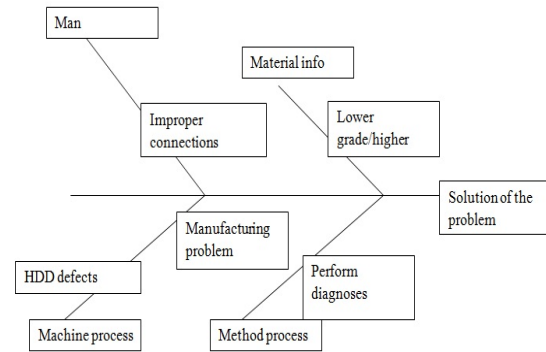 Man
Material info
Improper
connections
Lower
grade/higher
Solution of the
problem
Manufacturing
problem
HDD defects
Perform
diagnoses
Machine process
Method process